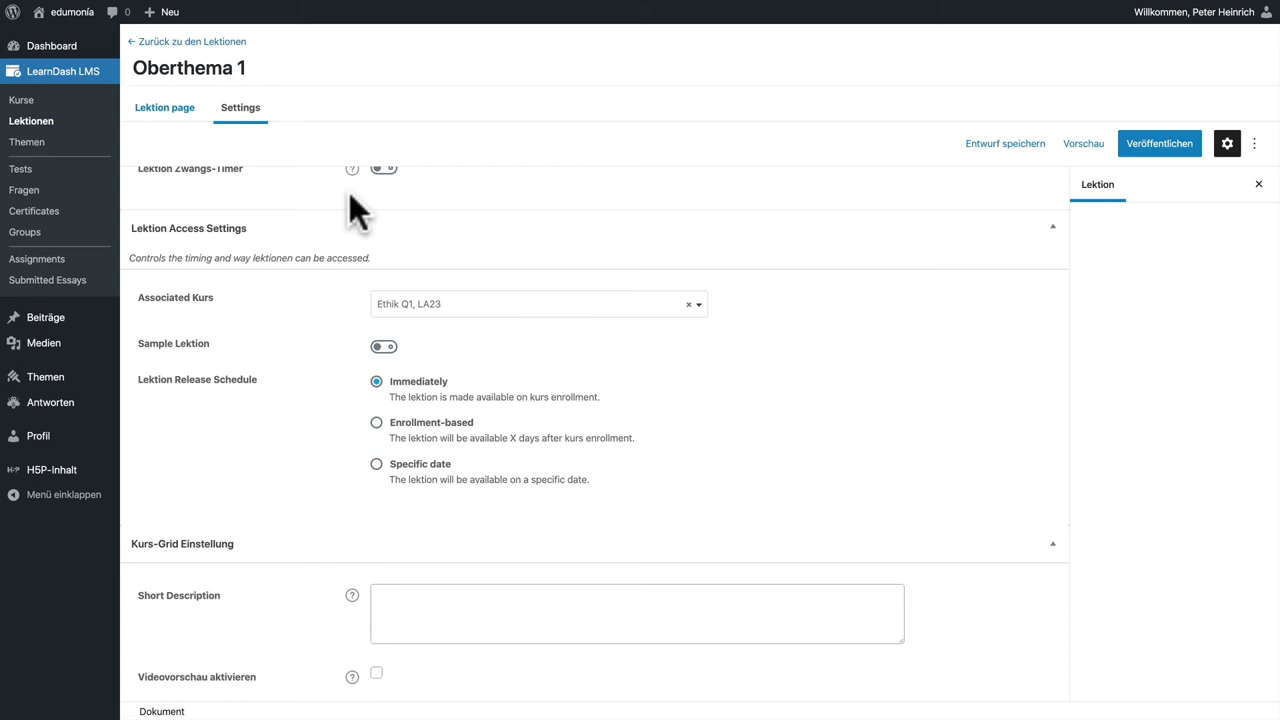 edumonía 0 Neu Willkommen, Peter Heinrich
Dashboard
LearnDash LMS
Kurse
Lektionen
Themen
Tests
Fragen
Certificates
Groups
Assignments
Submitted Essays
Beiträge
Medien
Themen
Antworten
Profil
H5P H5P-Inhalt
Menü einklappen
← Zurück zu den Lektionen
Oberthema 1
Lektion page Settings
Entwurf speichern Vorschau Veröffentlichen
Lektion Zwangs-Timer ?
Lektion Access Settings
Controls the timing and way lektionen can be accessed.
Associated Kurs Ethik Q1, LA23 ×
Sample Lektion
Lektion Release Schedule Immediately
The lektion is made available on kurs enrollment.
Enrollment-based
The lektion will be available X days after kurs enrollment.
Specific date
The lektion will be available on a specific date.
Kurs-Grid Einstellung
Short Description ?
Videovorschau aktivieren ?
Dokument
Lektion ×